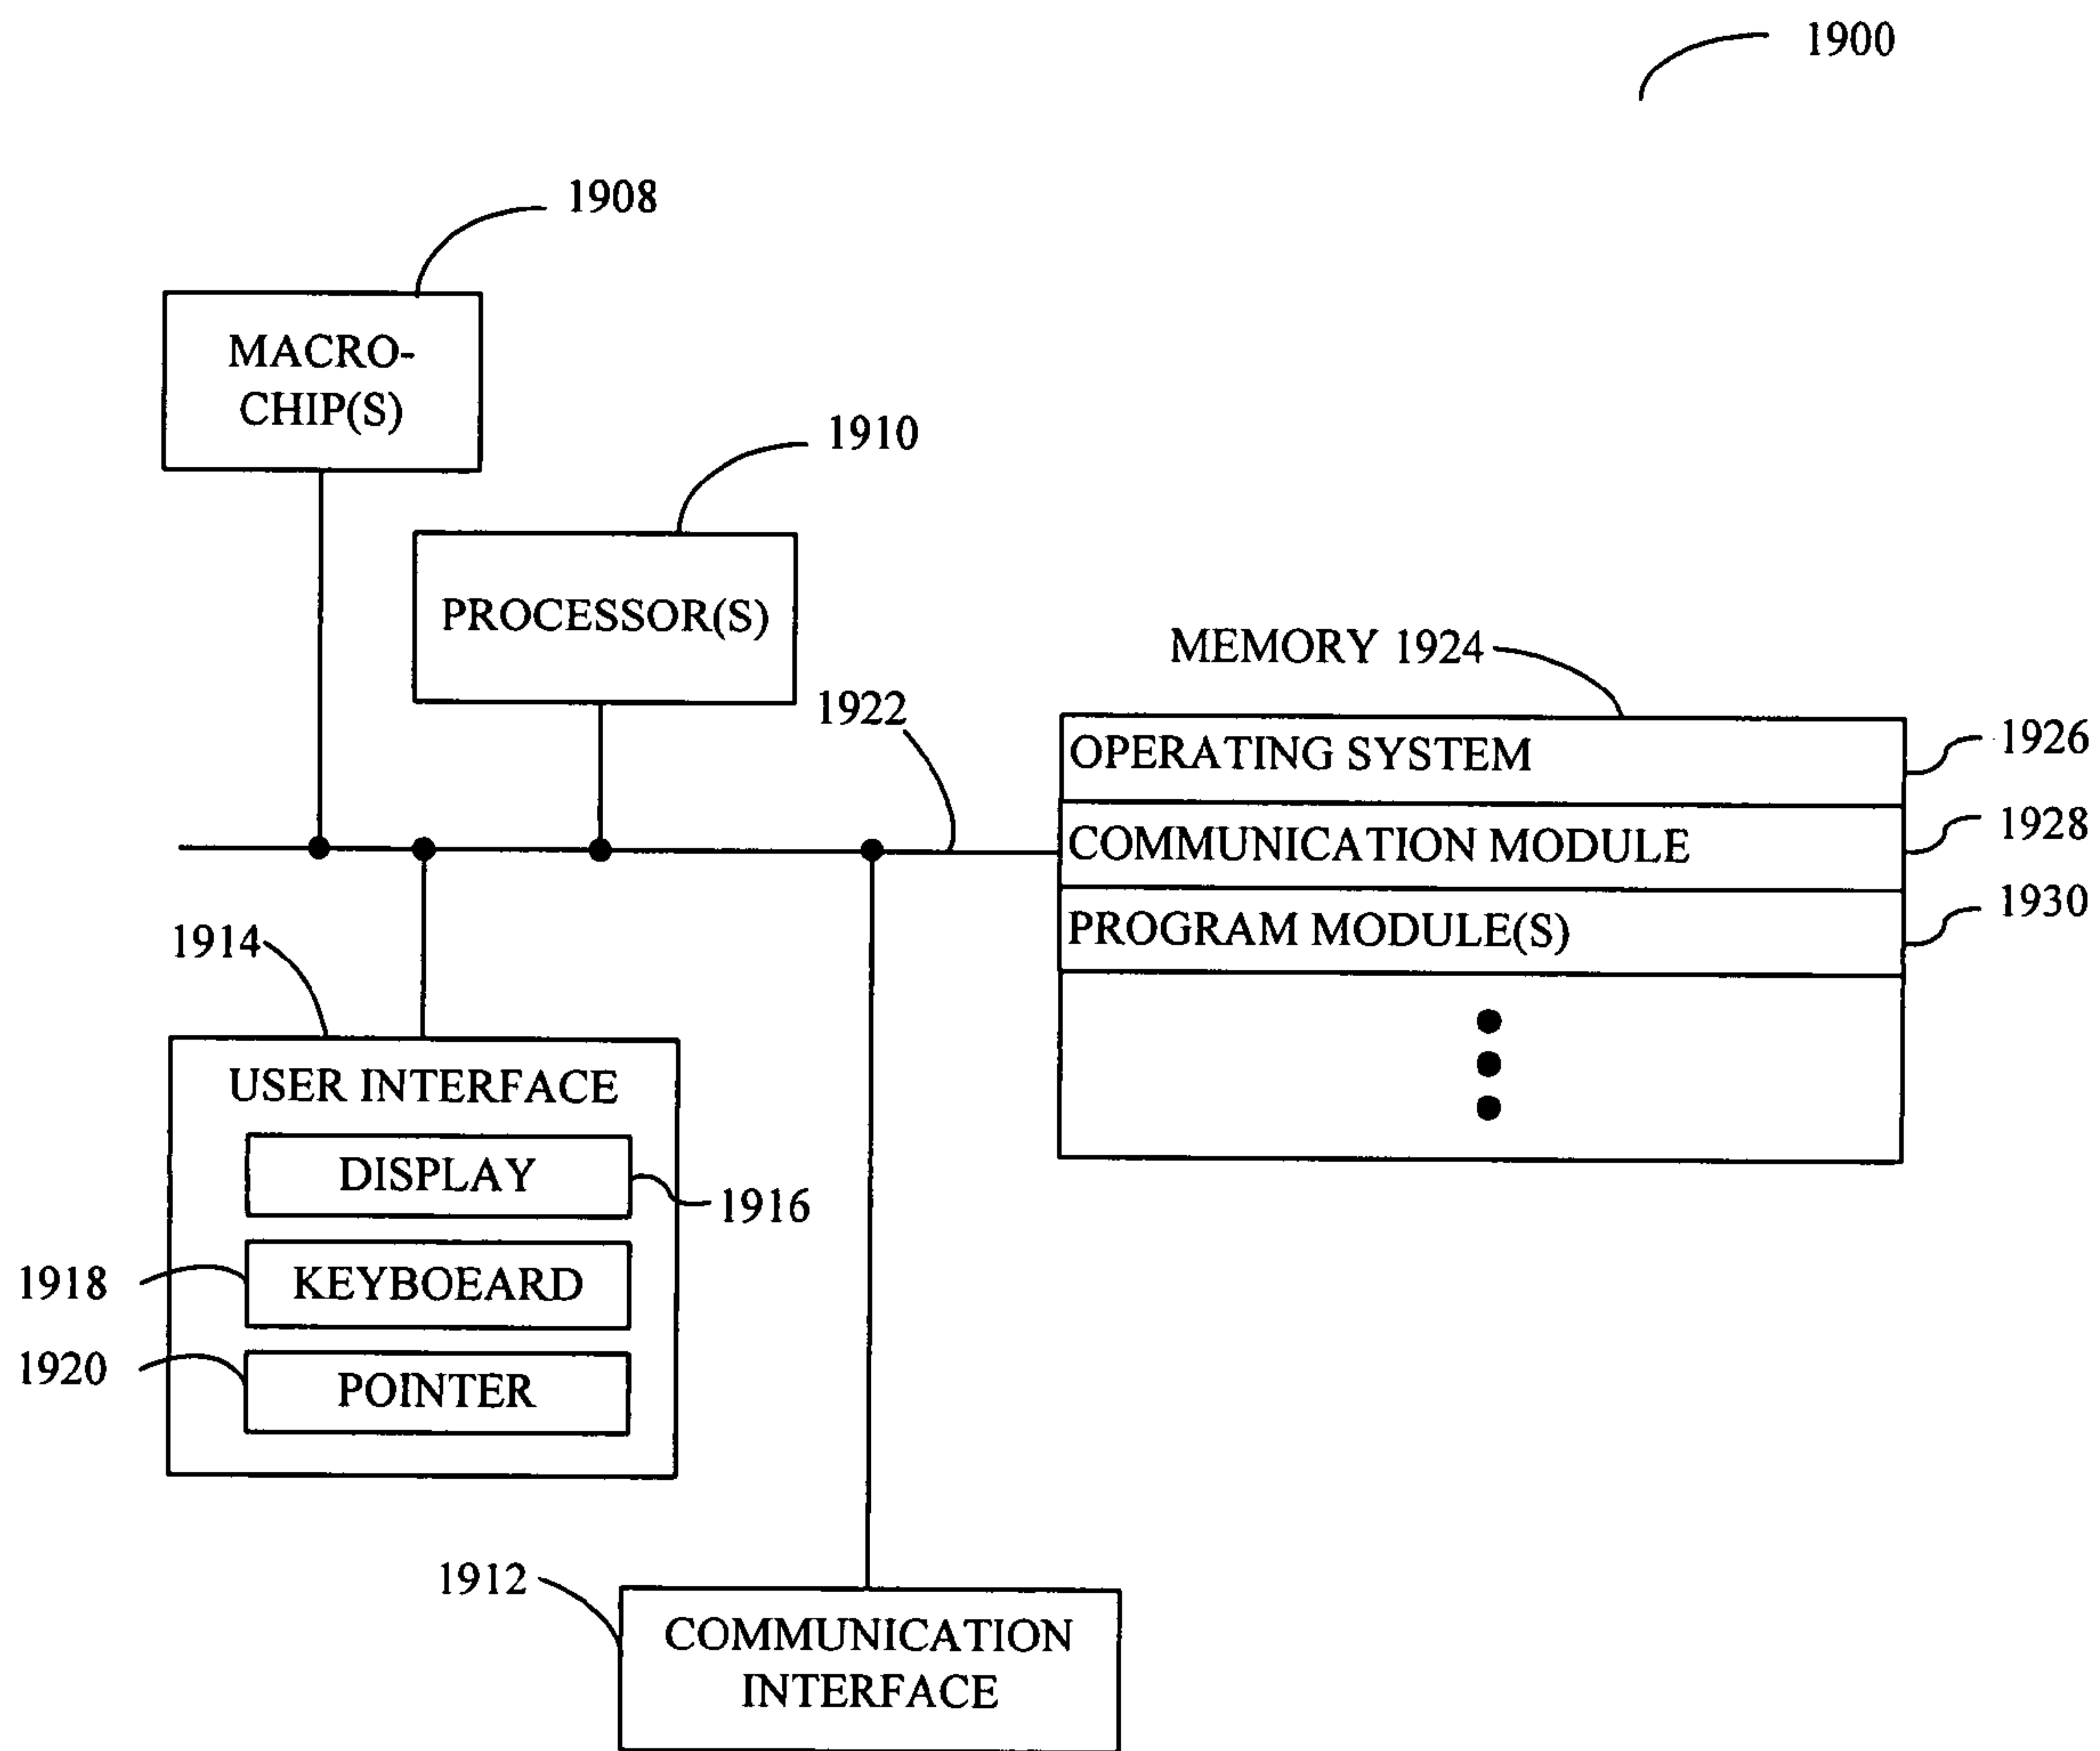 1900
1908
MACRO-
CHIP(S)
1910
PROCESSOR(S)
MEMORY 1924
1922
OPERATING SYSTEM
1926
COMMUNICATION MODULE
1928
PROGRAM MODULE(S)
1930
1914
USER INTERFACE
DISPLAY
1916
1918
KEYBOEARD
1920
POINTER
1912
COMMUNICATION
INTERFACE